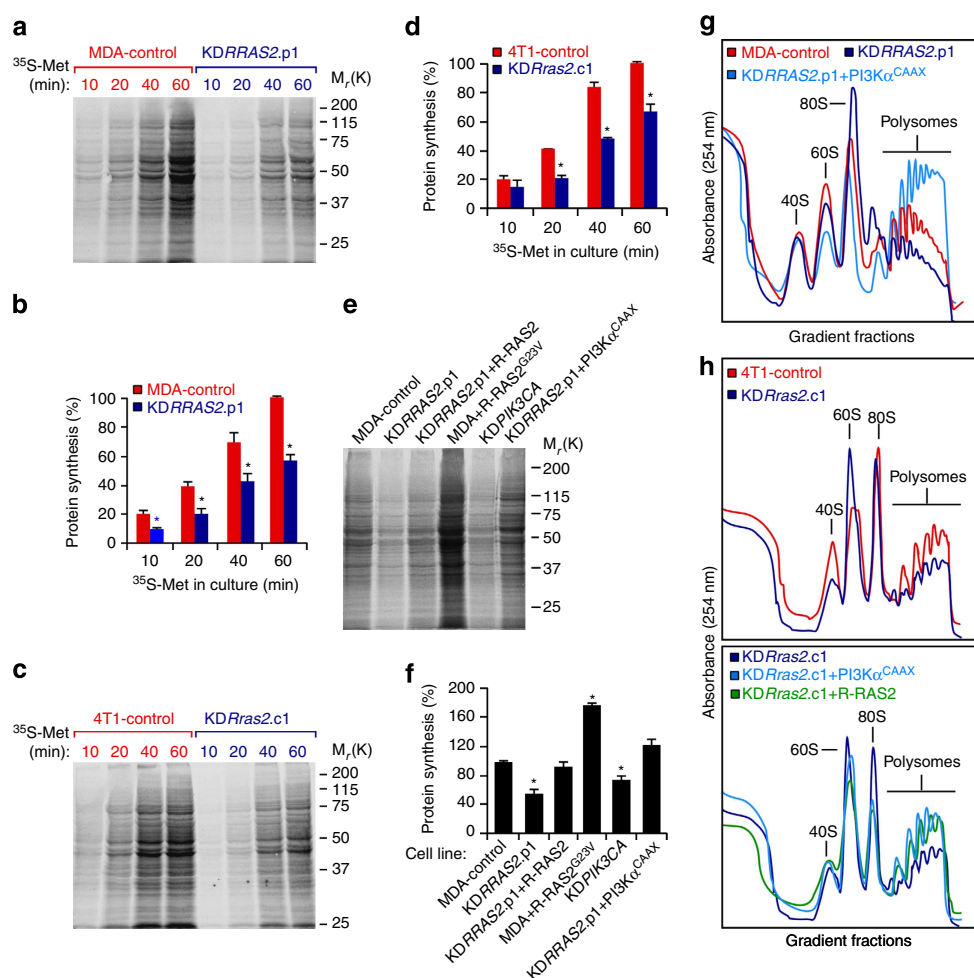 a
MDA-control KDRRAS2.p1
35S-Met
(min): 10 20 40 60 10 20 40 60 Mr(K)
200
115
75
50
37
25
b
MDA-control
KDRRAS2.p1
Protein synthesis (%)
100
80
60
40
20
0
* * * *
10 20 40 60
35S-Met in culture (min)
c
4T1-control KDRras2.c1
35S-Met
(min): 10 20 40 60 10 20 40 60 Mr(K)
200
115
75
50
37
25
d
4T1-control
KDRras2.c1
Protein synthesis (%)
100
80
60
40
20
0
* * *
10 20 40 60
35S-Met in culture (min)
e
MDA-control
KDRRAS2.p1
KDRRAS2.p1+R-RAS2
MDA+R-RAS2G23V
KDPIK3CA
KDRRAS2.p1+PI3KαCAAX
Mr(K)
200
115
75
50
37
25
f
Protein synthesis (%)
200
160
120
80
40
0
* * *
Cell line:
MDA-control
KDRRAS2.p1
KDRRAS2.p1+R-RAS2
MDA+R-RAS2G23V
KDPIK3CA
KDRRAS2.p1+PI3KαCAAX
g
MDA-control KDRRAS2.p1
KDRRAS2.p1+PI3KαCAAX
80S
60S
40S
Polysomes
Absorbance (254 nm)
Gradient fractions
h
4T1-control
KDRras2.c1
60S 80S
40S
Polysomes
Absorbance (254 nm)
KDRras2.c1
KDRras2.c1+PI3KαCAAX
KDRras2.c1+R-RAS2
80S
60S
40S
Polysomes
Gradient fractions